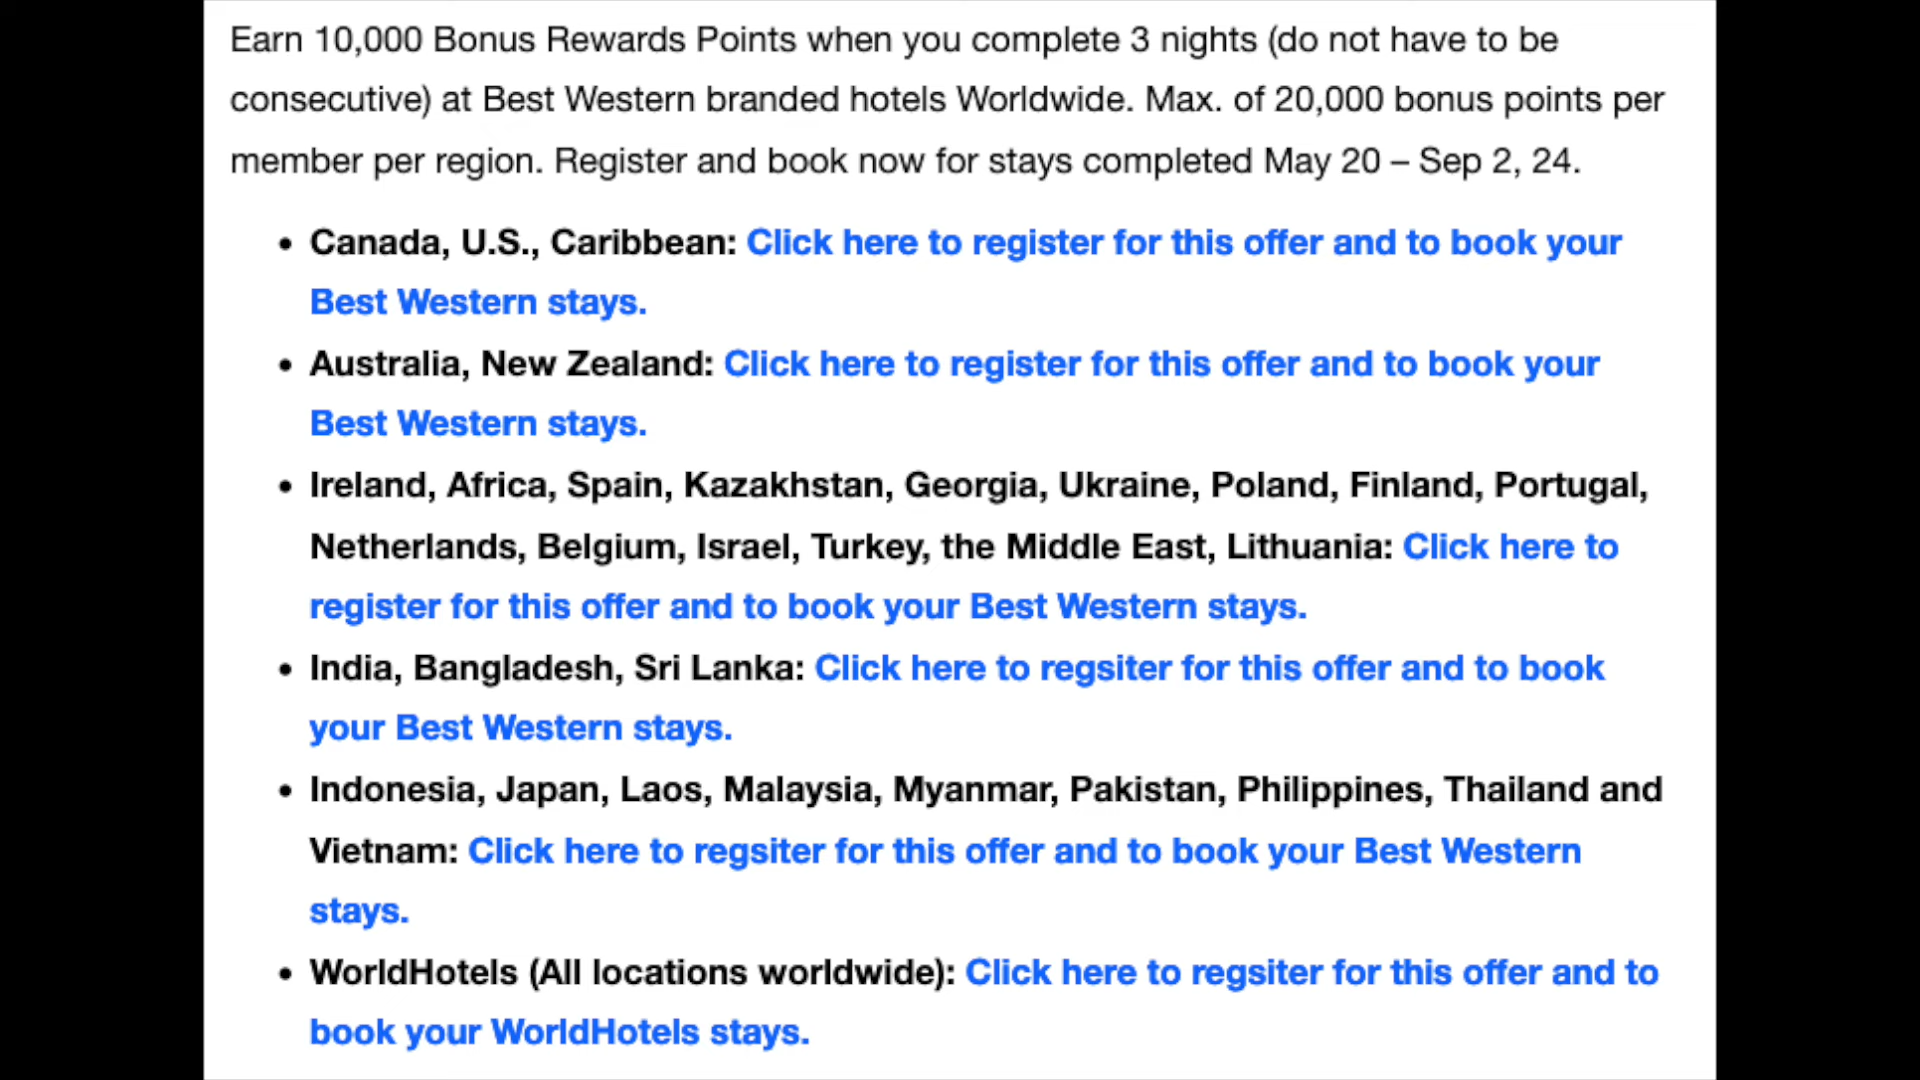 Earn 10,000 Bonus Rewards Points when you complete 3 nights (do not have to be
consecutive) at Best Western branded hotels Worldwide. Max. of 20,000 bonus points per
member per region. Register and book now for stays completed May 20 – Sep 2, 24.
• Canada, U.S., Caribbean: Click here to register for this offer and to book your
Best Western stays.
• Australia, New Zealand: Click here to register for this offer and to book your
Best Western stays.
• Ireland, Africa, Spain, Kazakhstan, Georgia, Ukraine, Poland, Finland, Portugal,
Netherlands, Belgium, Israel, Turkey, the Middle East, Lithuania: Click here to
register for this offer and to book your Best Western stays.
• India, Bangladesh, Sri Lanka: Click here to regsiter for this offer and to book
your Best Western stays.
• Indonesia, Japan, Laos, Malaysia, Myanmar, Pakistan, Philippines, Thailand and
Vietnam: Click here to regsiter for this offer and to book your Best Western
stays.
• WorldHotels (All locations worldwide): Click here to regsiter for this offer and to
book your WorldHotels stays.